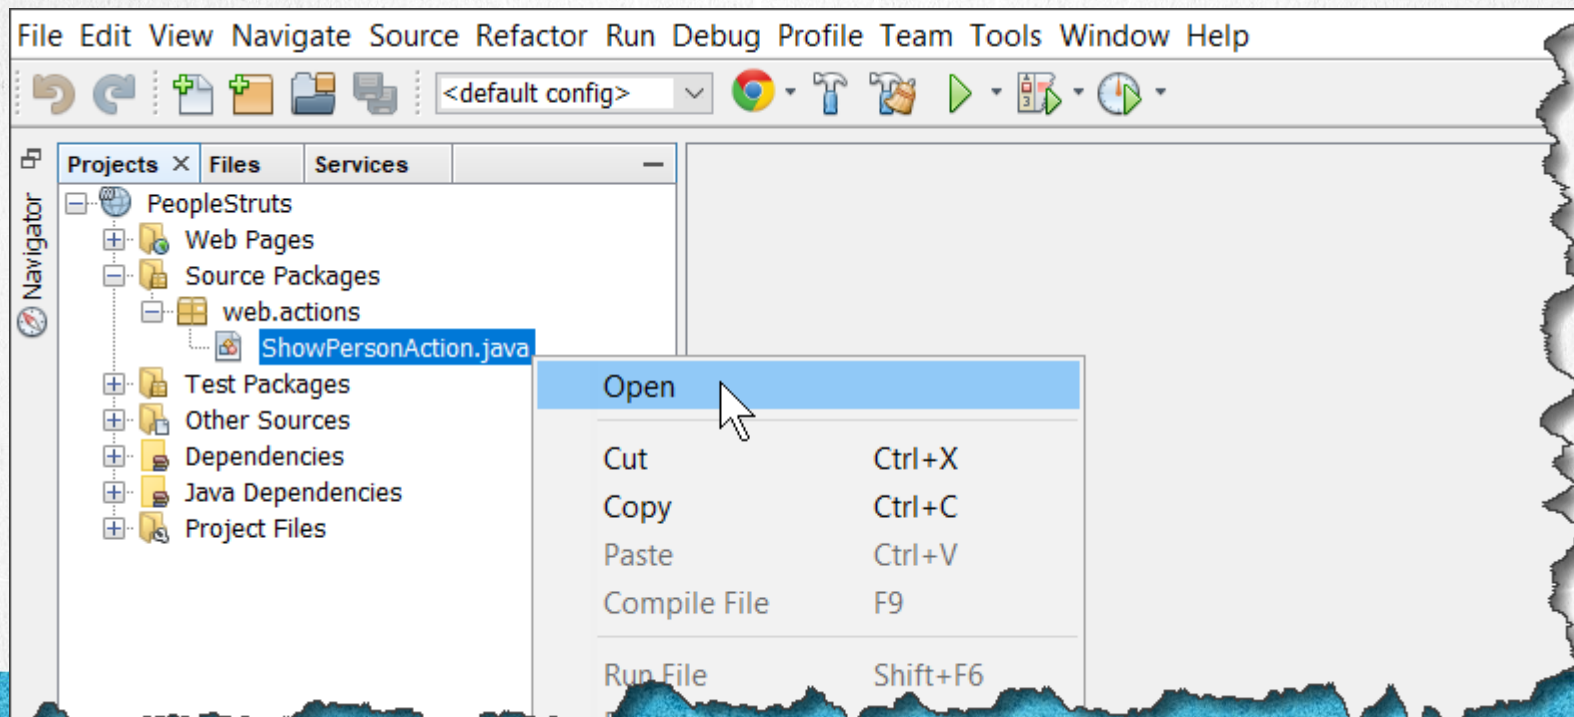 File Edit View Navigate Source Refactor Run Debug Profile Team Tools Window Help
<default config>
Projects Files Services
Navigator
PeopleStruts
Web Pages
Source Packages
web.actions
ShowPersonAction.java
Test Packages
Other Sources
Dependencies
Java Dependencies
Project Files
Open
Cut Ctrl+X
Copy Ctrl+C
Paste Ctrl+V
Compile File F9
Run File Shift+F6